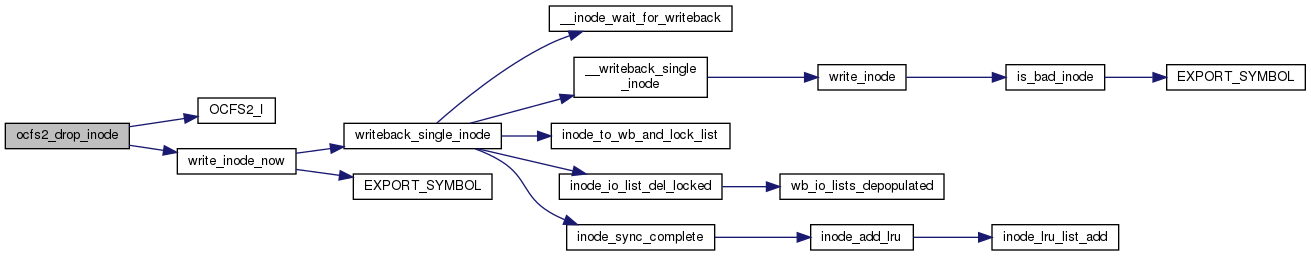 __inode_wait_for_writeback
__writeback_single
_inode
write_inode
is_bad_inode
EXPORT_SYMBOL
OCFS2_I
ocfs2_drop_inode
writeback_single_inode
inode_to_wb_and_lock_list
write_inode_now
EXPORT_SYMBOL
inode_io_list_del_locked
wb_io_lists_depopulated
inode_sync_complete
inode_add_lru
inode_lru_list_add